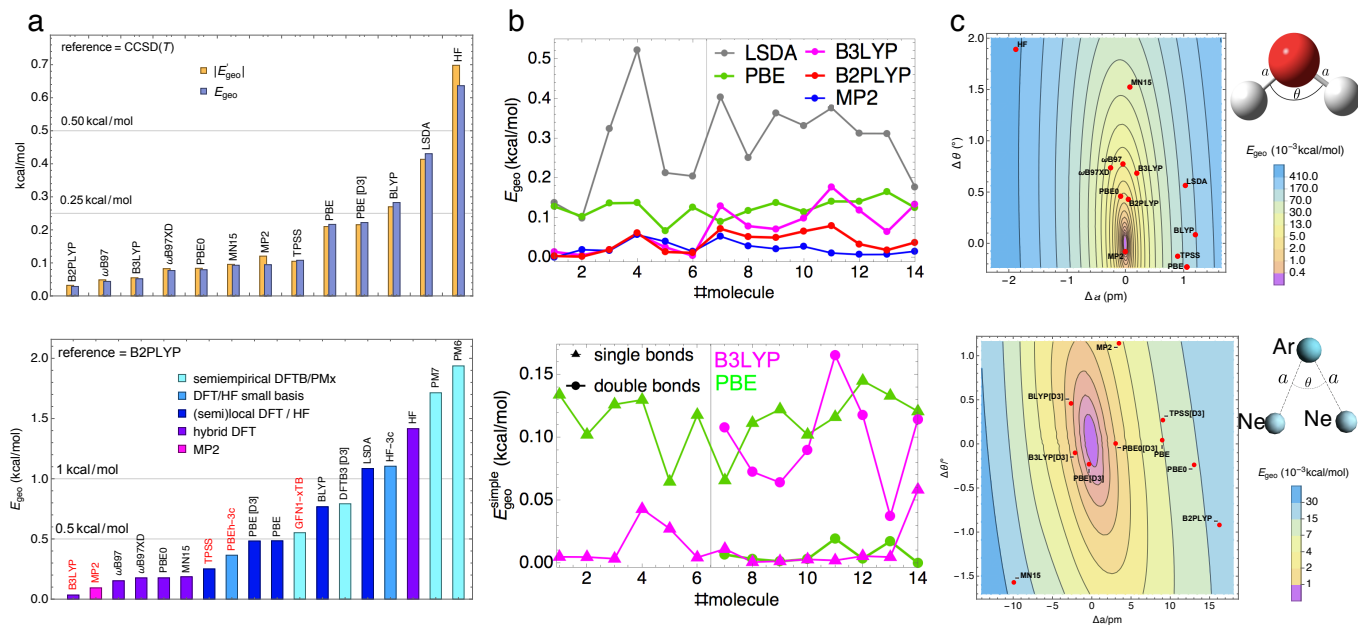 a
reference = CCSD(T)
|E'geo|
Egeo
0.50 kcal/mol
0.25 kcal/mol
kcal/mol
0.7
0.6
0.5
0.4
0.3
0.2
0.1
0.0
B2PLYP
ωB97
B3LYP
ωB97XD
PBE0
MN15
MP2
TPSS
PBE
PBE [D3]
BLYP
LSDA
HF
reference = B2PLYP
semiempirical DFTB/PMx
DFT/HF small basis
(semi)local DFT / HF
hybrid DFT
MP2
1 kcal/mol
0.5 kcal/mol
Egeo (kcal/mol)
2.0
1.5
1.0
0.5
0.0
B3LYP
MP2
ωB97
ωB97XD
PBE0
MN15
TPSS
PBEh-3c
PBE [D3]
PBE
GFN1-xTB
BLYP
DFTB3 [D3]
LSDA
HF-3c
HF
PM7
PM6
b
LSDA
PBE
B3LYP
B2PLYP
MP2
Egeo (kcal/mol)
0.5
0.4
0.3
0.2
0.1
0.0
2 4 6 8 10 12 14
#molecule
single bonds
double bonds
B3LYP
PBE
E^simple geo (kcal/mol)
0.15
0.10
0.05
0.00
2 4 6 8 10 12 14
#molecule
c
Δθ (°)
2.0
1.5
1.0
0.5
0.0
HF
MN15
ωB97
ωB97XD
B3LYP
PBE0
B2PLYP
LSDA
BLYP
MP2
TPSS
PBE
−2 −1 0 1
Δa (pm)
a
a
θ
Egeo (10⁻³kcal/mol)
410.0
170.0
70.0
30.0
13.0
5.0
2.0
1.0
0.4
Δθ/°
1.0
0.5
0.0
−0.5
−1.0
−1.5
MP2
BLYP[D3]
TPSS[D3]
PBE0[D3]
PBE
B3LYP[D3]
PBE[D3]
PBE0
B2PLYP
MN15
−10 −5 0 5 10 15
Δa/pm
Ar
a
θ
a
Ne
Ne
Egeo (10⁻³kcal/mol)
30
15
7
4
2
1